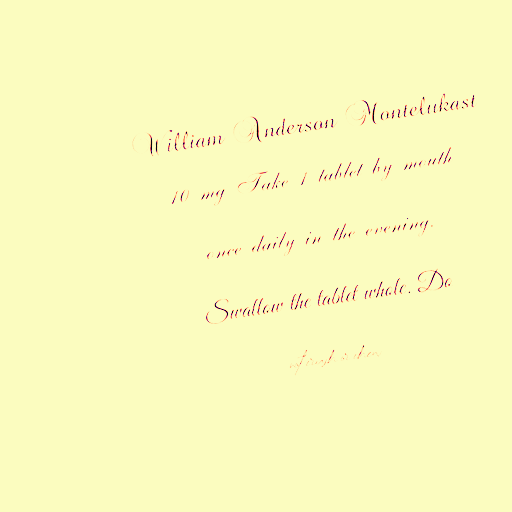 William Anderson Montelukast
10 mg Take 1 tablet by mouth
once daily in the evening.
Swallow the tablet whole. Do